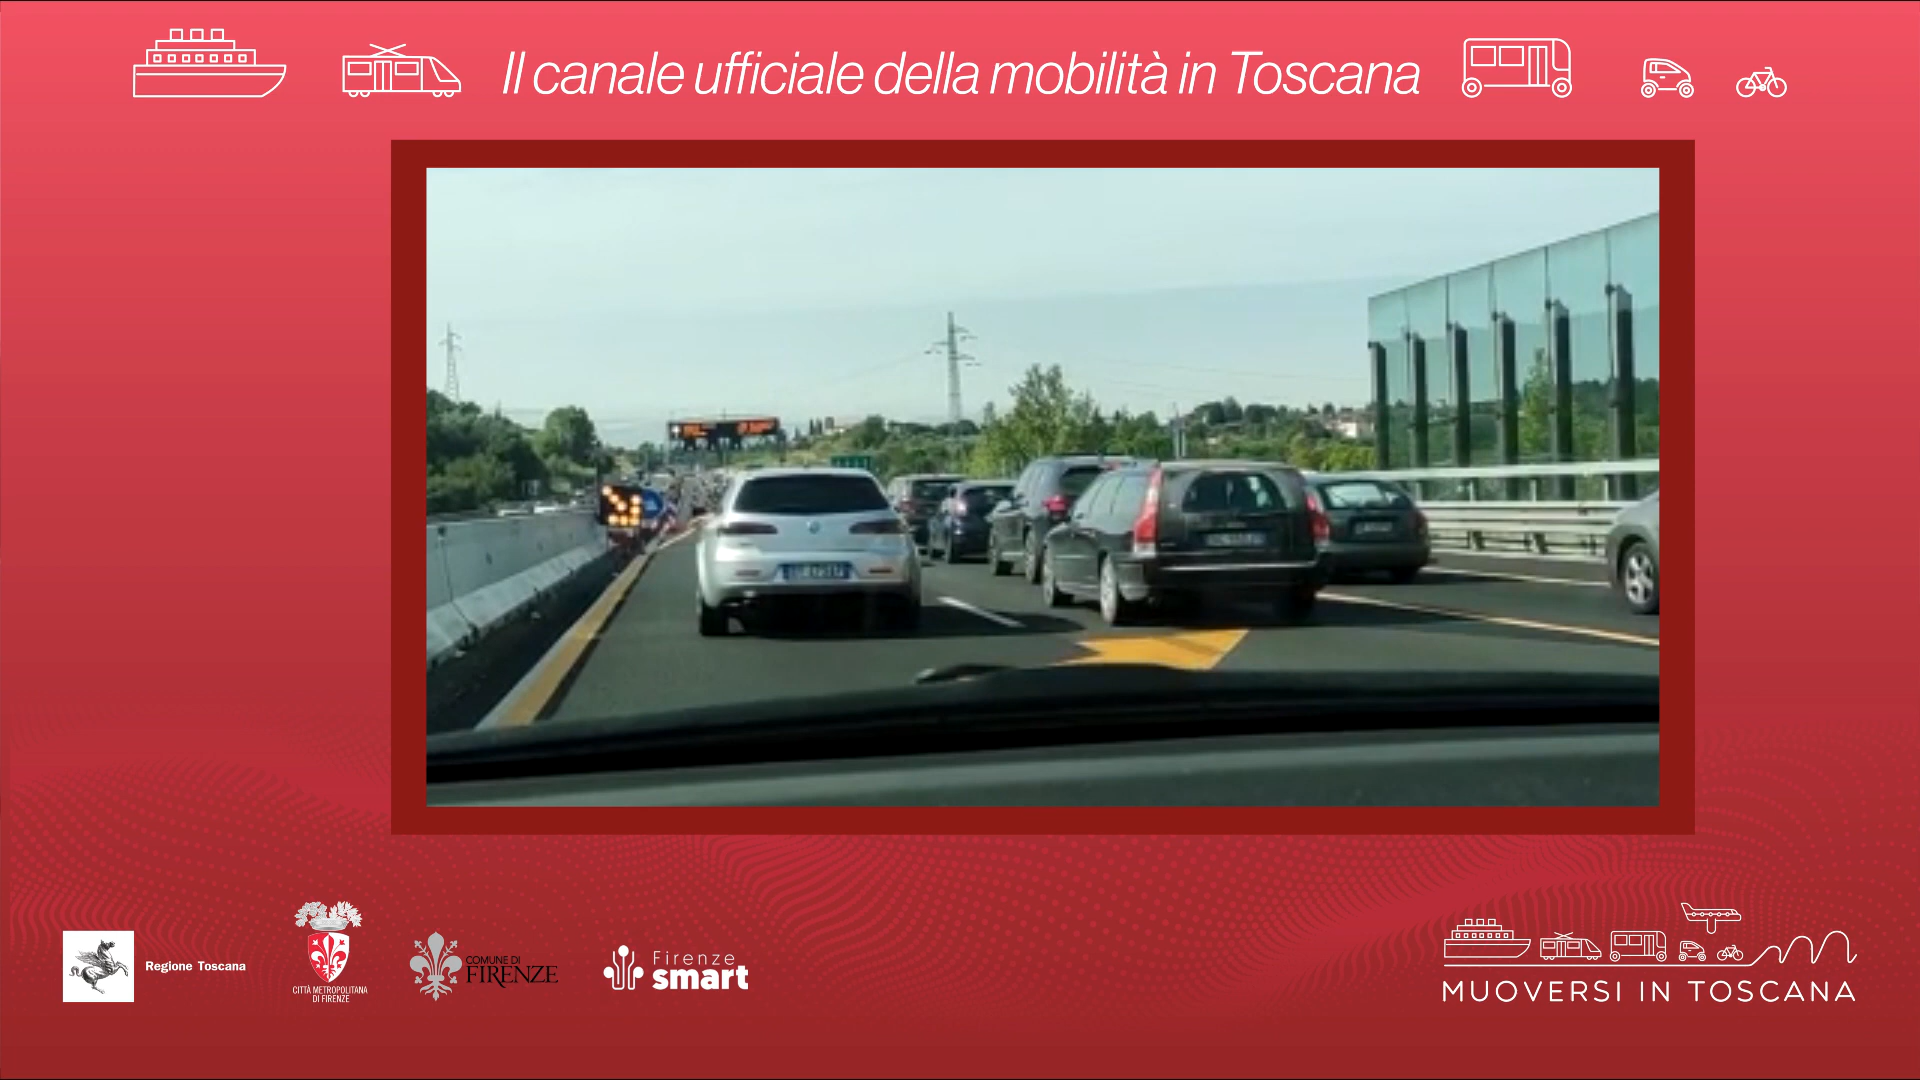 Il canale ufficiale della mobilità in Toscana
Regione Toscana
CITTÀ METROPOLITANA
DI FIRENZE
COMUNE DI
FIRENZE
Firenze
smart
MUOVERSI IN TOSCANA